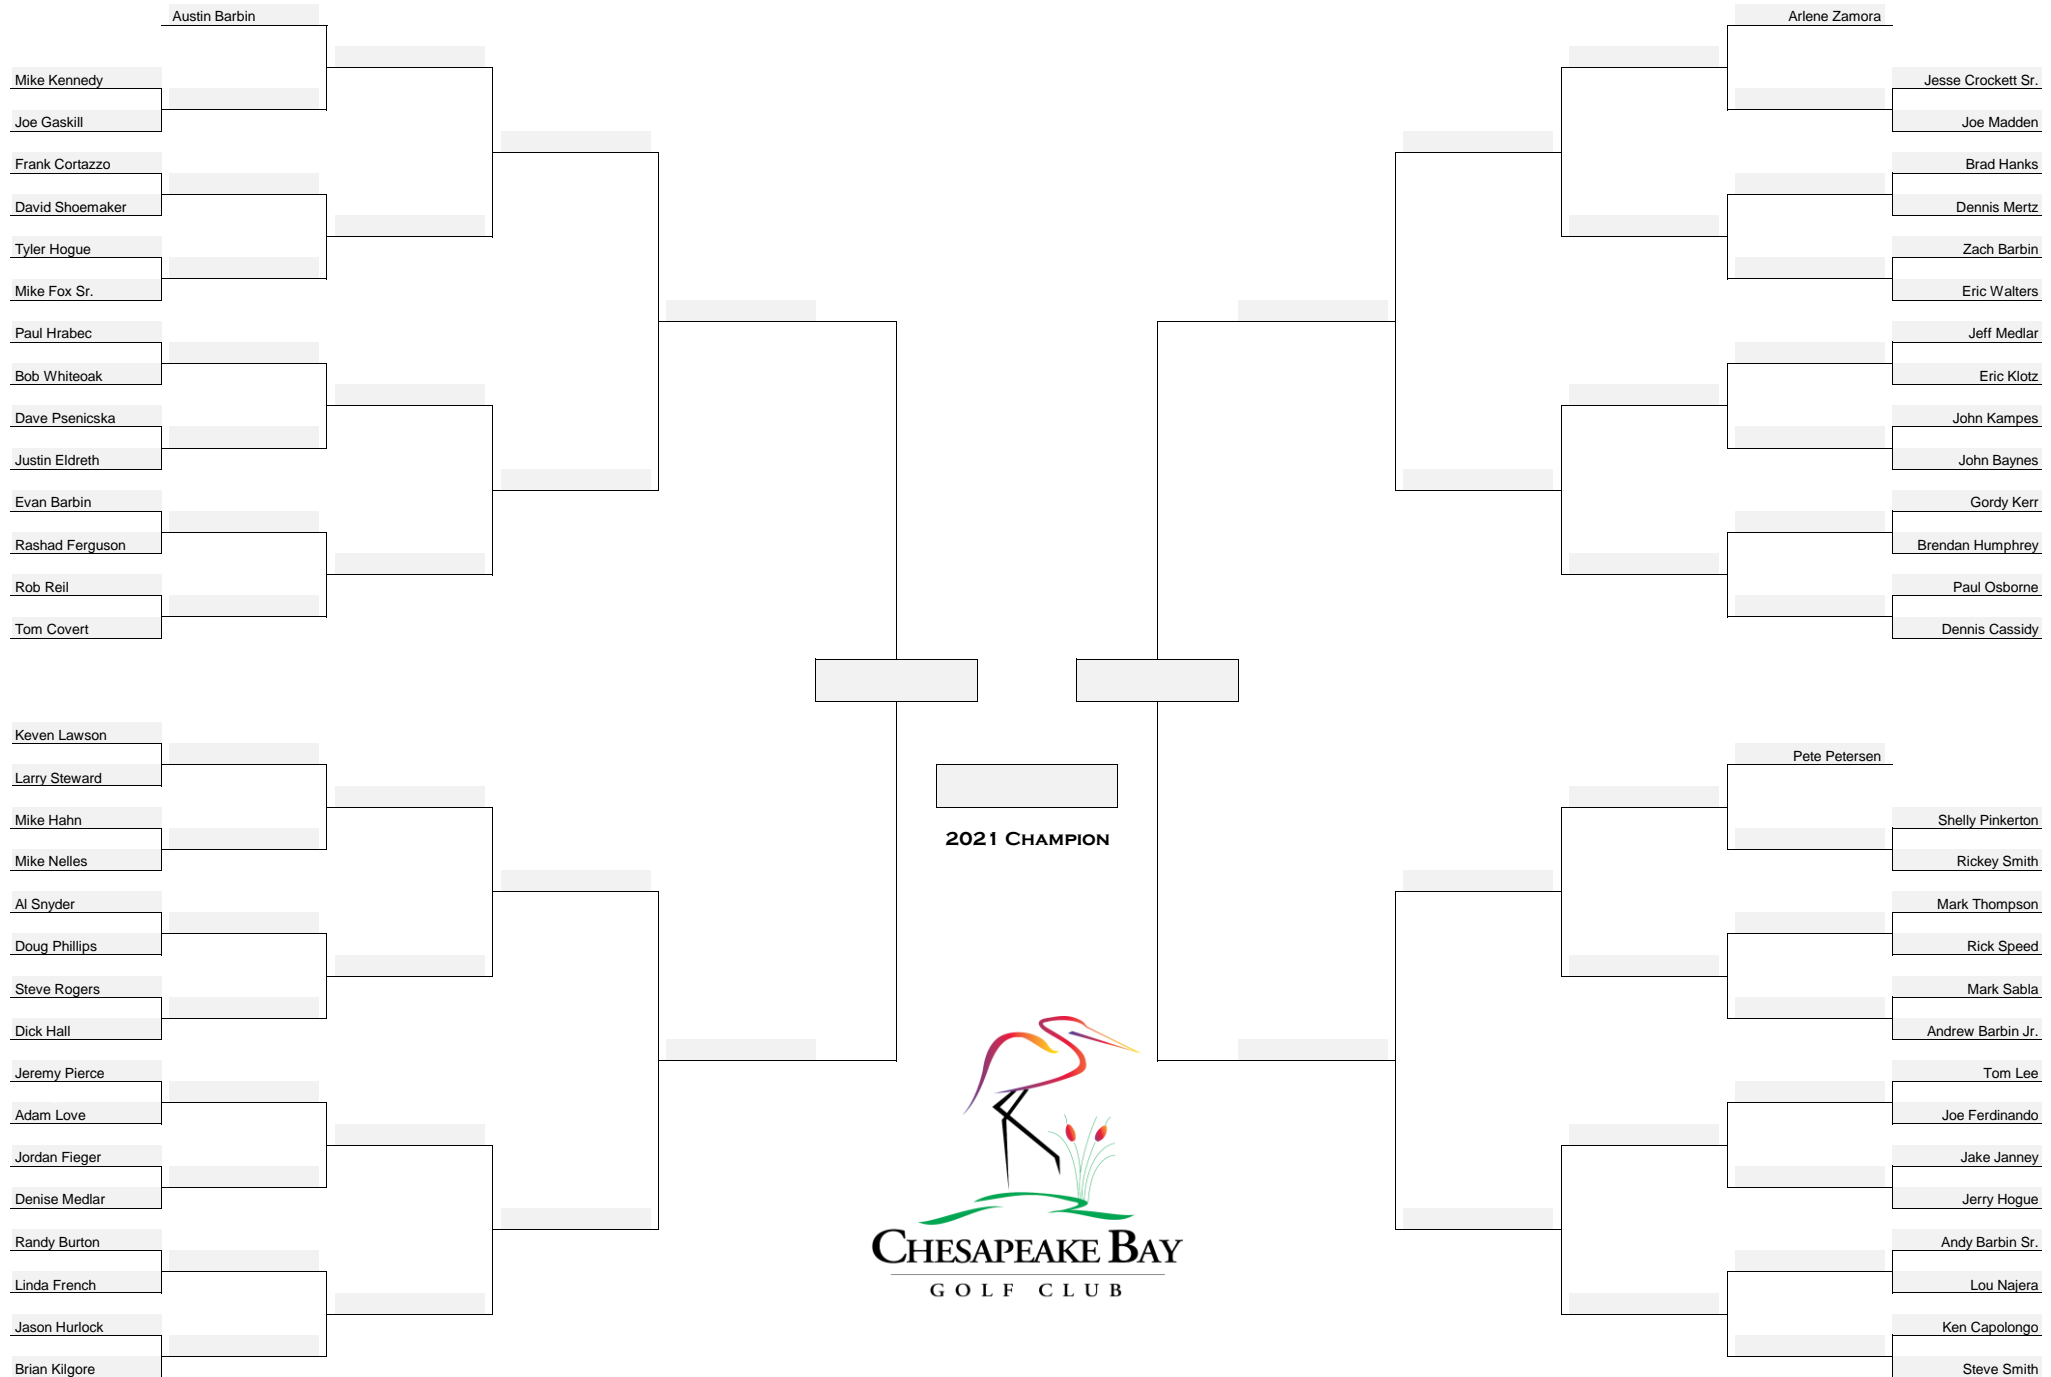 Austin Barbin
Mike Kennedy
Joe Gaskill
Frank Cortazzo
David Shoemaker
Tyler Hogue
Mike Fox Sr.
Paul Hrabec
Bob Whiteoak
Dave Psenicska
Justin Eldreth
Evan Barbin
Rashad Ferguson
Rob Reil
Tom Covert
Keven Lawson
Larry Steward
Mike Hahn
Mike Nelles
Al Snyder
Doug Phillips
Steve Rogers
Dick Hall
Jeremy Pierce
Adam Love
Jordan Fieger
Denise Medlar
Randy Burton
Linda French
Jason Hurlock
Brian Kilgore
2021 Champion
Chesapeake Bay
GOLF CLUB
Arlene Zamora
Jesse Crockett Sr.
Joe Madden
Brad Hanks
Dennis Mertz
Zach Barbin
Eric Walters
Jeff Medlar
Eric Klotz
John Kampes
John Baynes
Gordy Kerr
Brendan Humphrey
Paul Osborne
Dennis Cassidy
Pete Petersen
Shelly Pinkerton
Rickey Smith
Mark Thompson
Rick Speed
Mark Sabla
Andrew Barbin Jr.
Tom Lee
Joe Ferdinando
Jake Janney
Jerry Hogue
Andy Barbin Sr.
Lou Najera
Ken Capolongo
Steve Smith